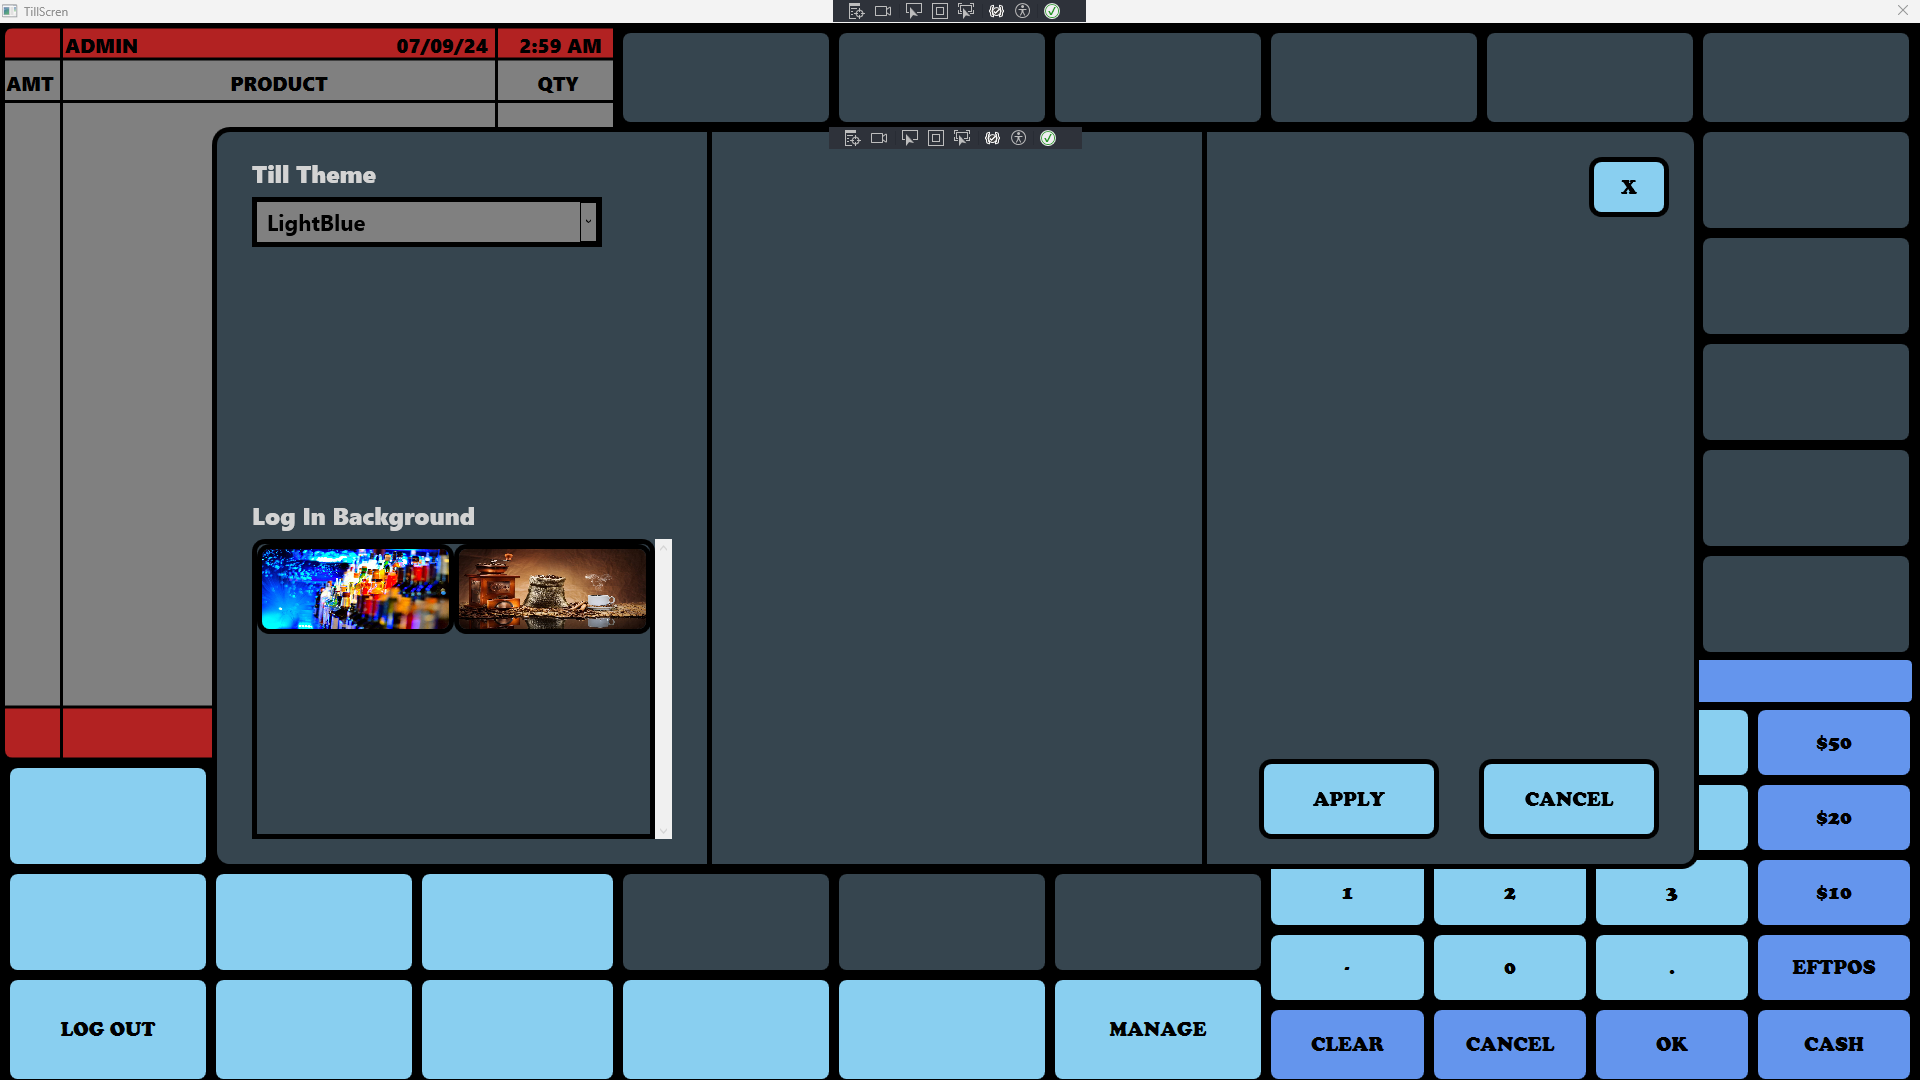 TillScren
ADMIN 07/09/24 2:59 AM
AMT PRODUCT QTY
Till Theme
LightBlue
X
Log In Background
APPLY CANCEL
$50
$20
1 2 3 $10
- 0 . EFTPOS
LOG OUT MANAGE
CLEAR CANCEL OK CASH